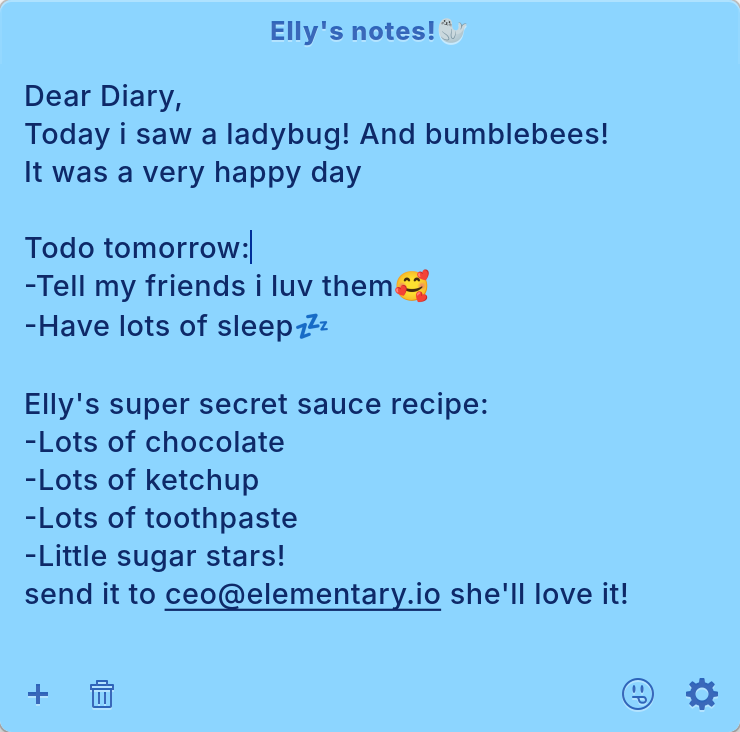 Elly's notes!🦭
Dear Diary,
Today i saw a ladybug! And bumblebees!
It was a very happy day
Todo tomorrow:
-Tell my friends i luv them🥰
-Have lots of sleep💤
Elly's super secret sauce recipe:
-Lots of chocolate
-Lots of ketchup
-Lots of toothpaste
-Little sugar stars!
send it to ceo@elementary.io she'll love it!